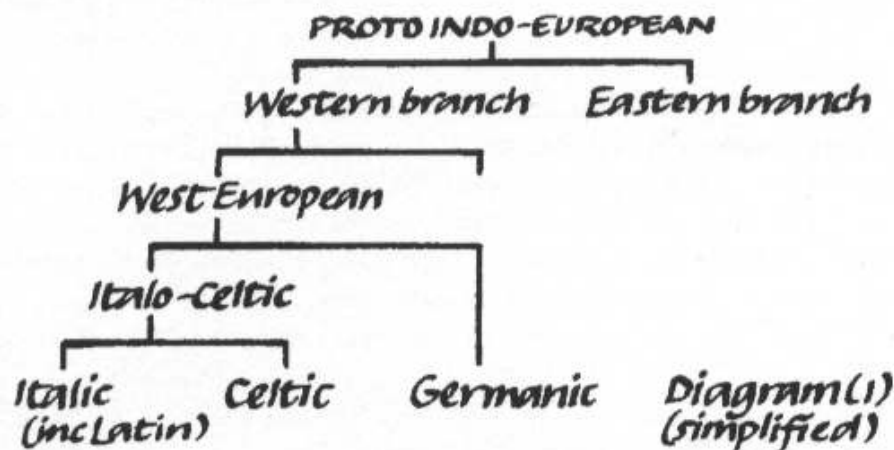 PROTO INDO-EUROPEAN
Western branch Eastern branch
West European
Italo-Celtic
Italic Celtic Germanic Diagram (1)
(inc Latin) (simplified)